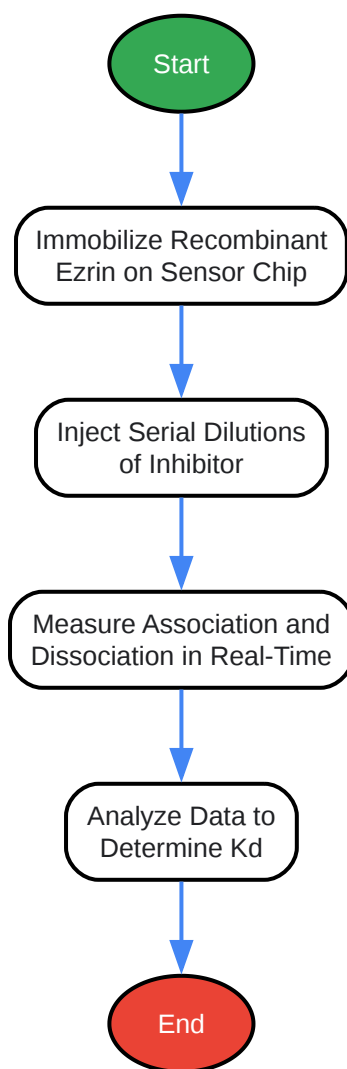 Start
Immobilize Recombinant
Ezrin on Sensor Chip
Inject Serial Dilutions
of Inhibitor
Measure Association and
Dissociation in Real-Time
Analyze Data to
Determine Kd
End